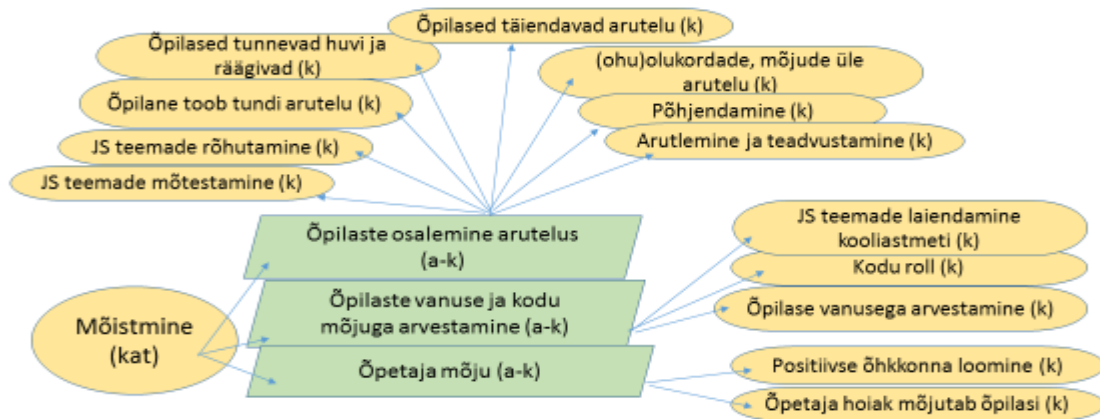 Õpilased täiendavad arutelu (k)
Õpilased tunnevad huvi ja
räägivad (k)
(ohu)olukordade, mõjude üle
arutelu (k)
Õpilane toob tundi arutelu (k)
Põhjendamine (k)
JS teemade rõhutamine (k)
Arutlemine ja teadvustamine (k)
JS teemade mõtestamine (k)
Õpilaste osalemine arutelus
(a-k)
JS teemade laiendamine
kooliastmeti (k)
Kodu roll (k)
Õpilaste vanuse ja kodu
mõjuga arvestamine (a-k)
Õpilase vanusega arvestamine (k)
Mõistmine
(kat)
Õpetaja mõju (a-k)
Positiivse õhkkonna loomine (k)
Õpetaja hoiak mõjutab õpilasi (k)